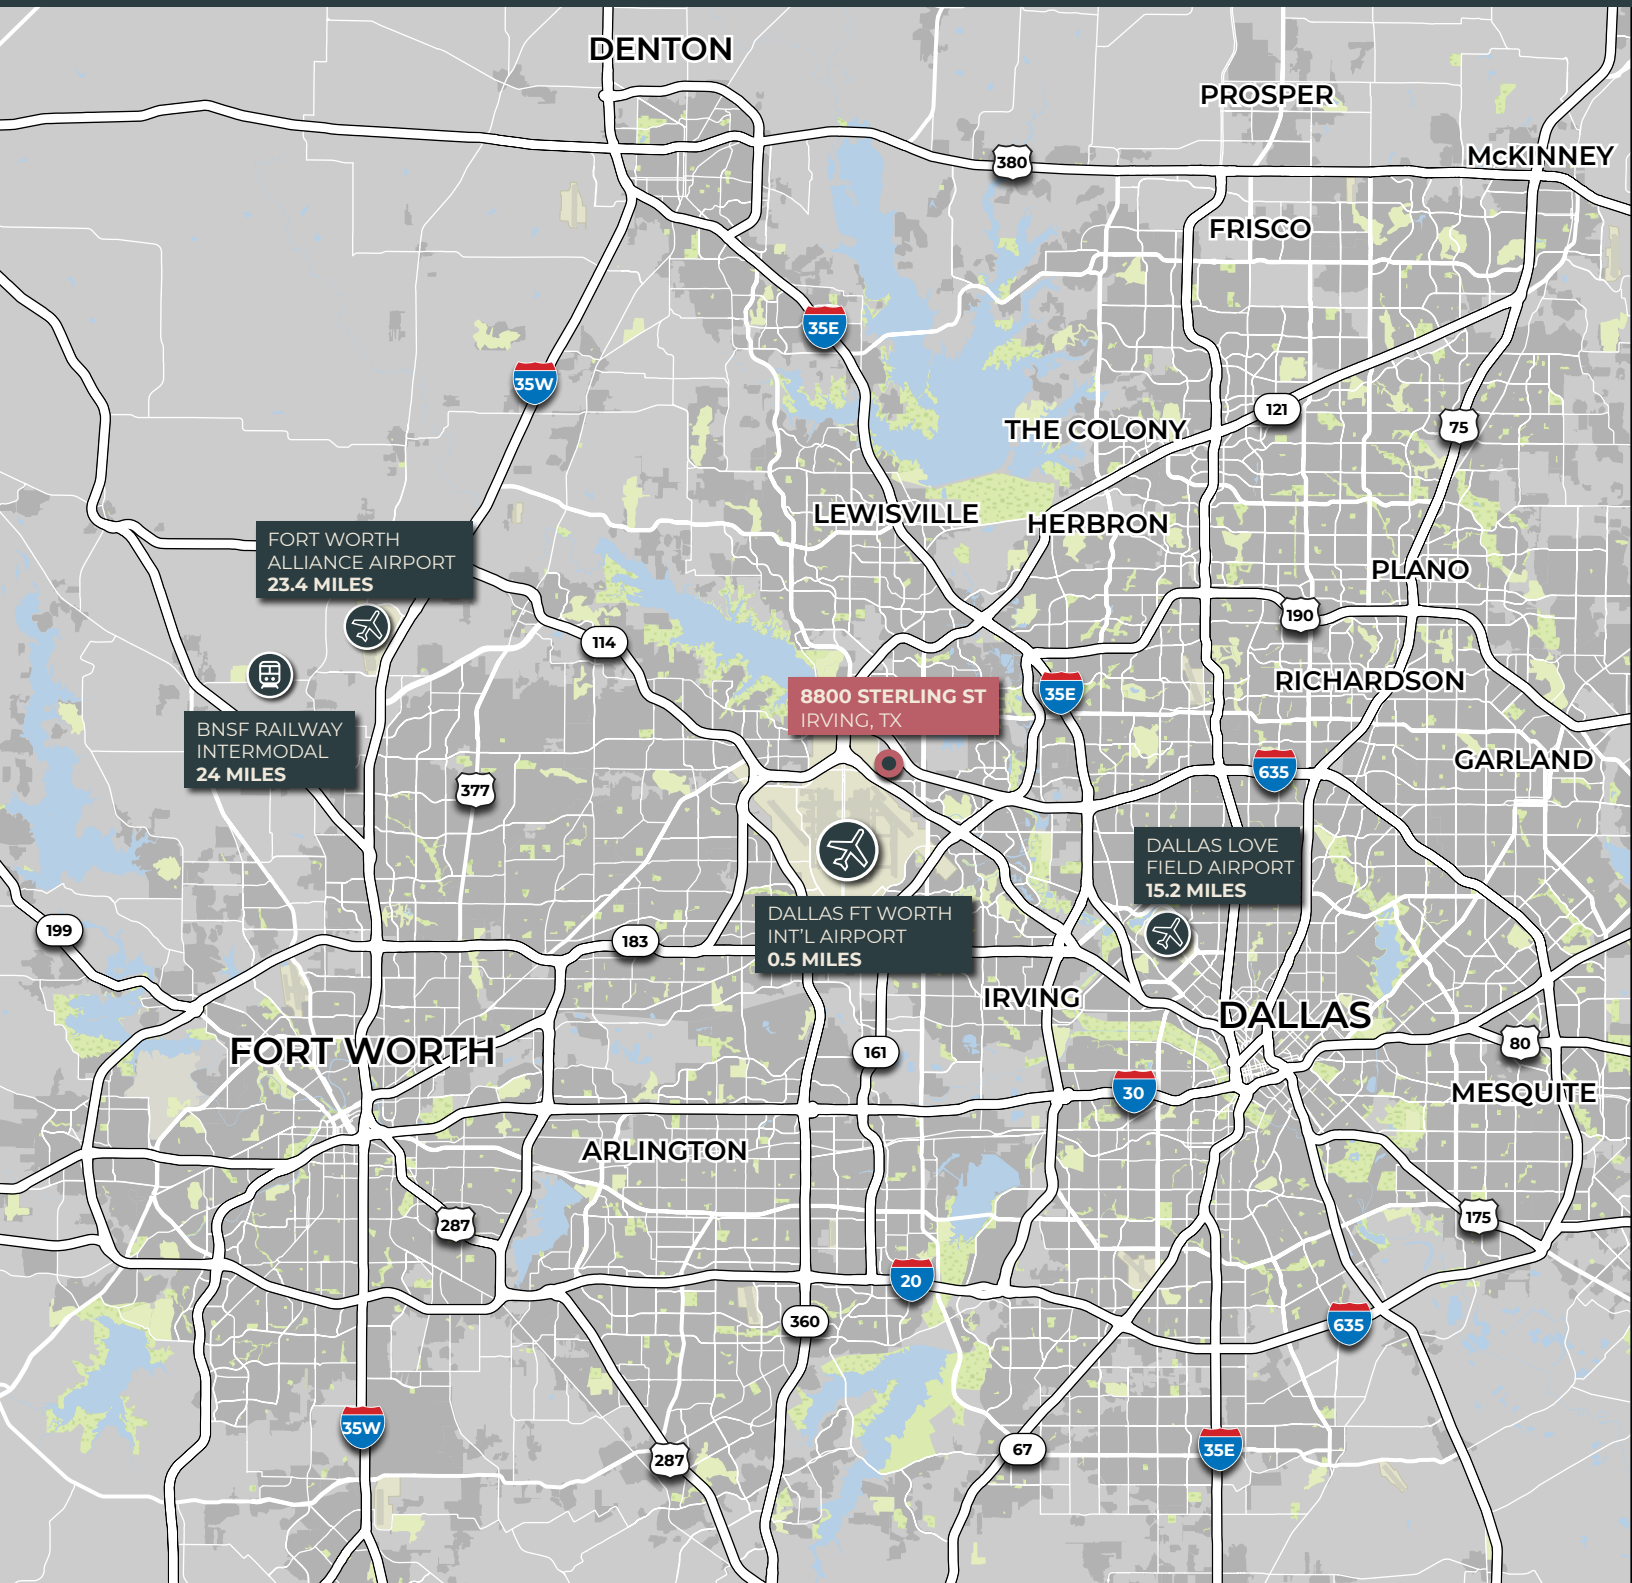 DENTON
PROSPER
McKINNEY
380
FRISCO
35E
35W
121
THE COLONY
75
LEWISVILLE
HERBRON
FORT WORTH
ALLIANCE AIRPORT
23.4 MILES
PLANO
190
114
RICHARDSON
8800 STERLING ST
IRVING, TX
35E
BNSF RAILWAY
INTERMODAL
24 MILES
GARLAND
635
377
DALLAS LOVE
FIELD AIRPORT
15.2 MILES
DALLAS FT WORTH
INT'L AIRPORT
0.5 MILES
199
183
IRVING
DALLAS
FORT WORTH
161
80
30
MESQUITE
ARLINGTON
287
175
20
360
635
35W
67
35E
287